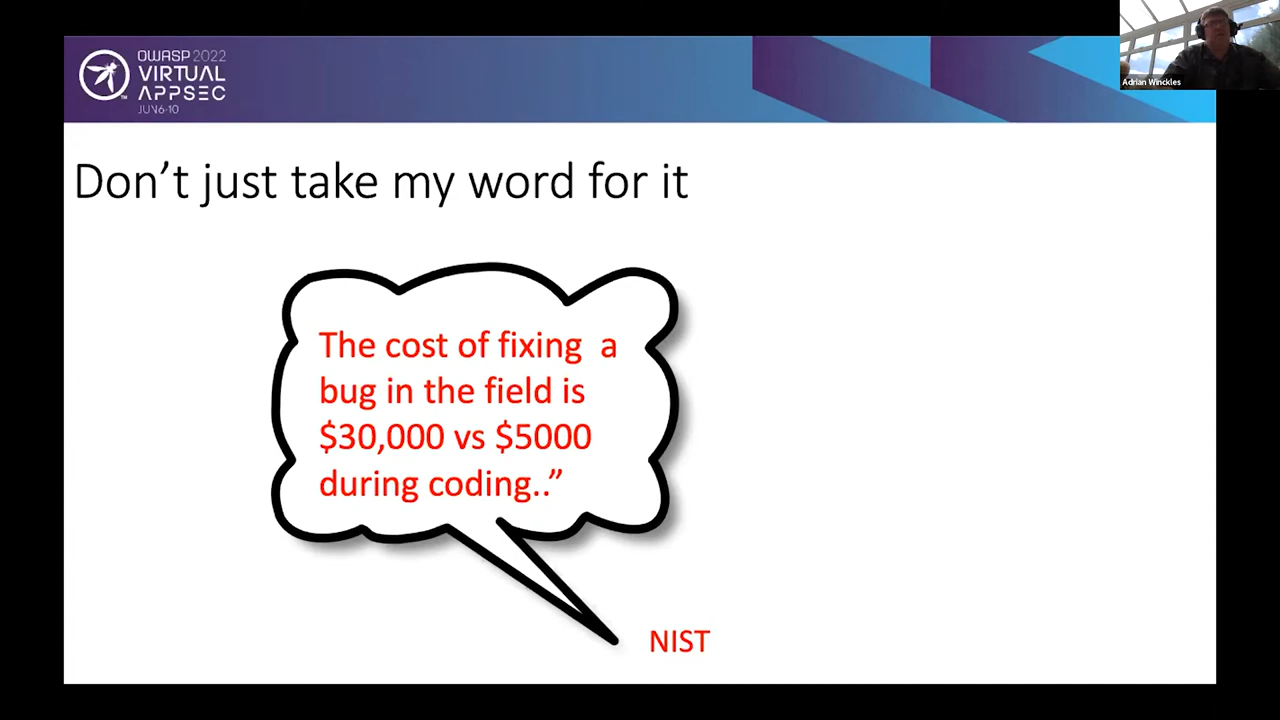 OWASP 2022
VIRTUAL
APPSEC
JUN 6-10
TM
Adrian Winckles
Don’t just take my word for it
The cost of fixing  a
bug in the field is
$30,000 vs $5000
during coding..”
NIST